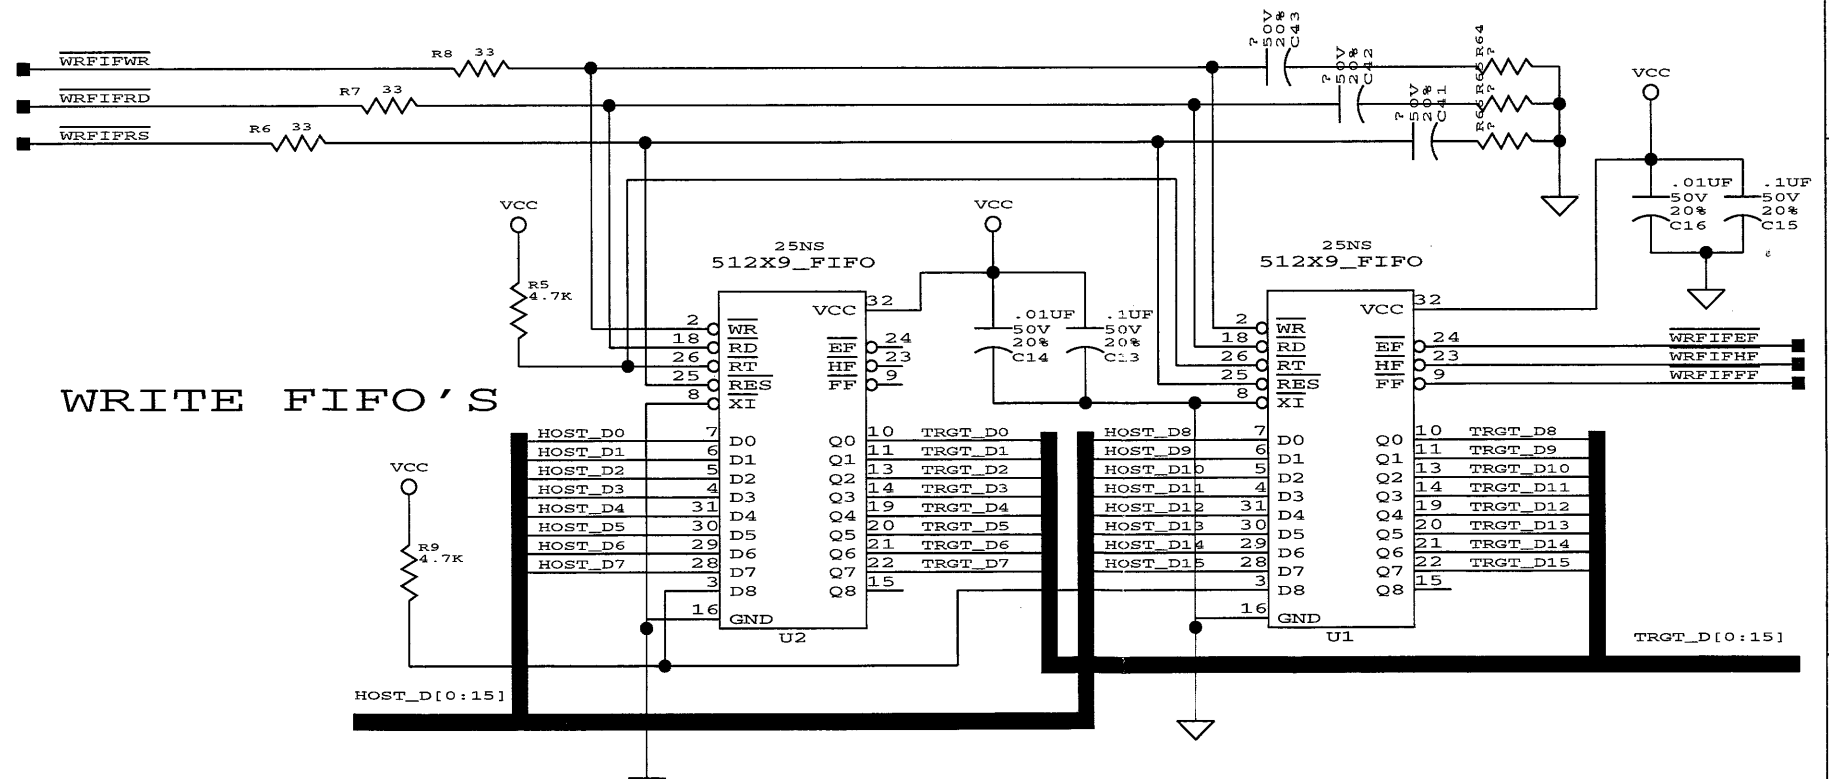 WRFIFWR
R8 33
WRFIFRD
R7 33
WRFIFRS
R6 33
? 50V 20% C43
? 50V 20% C42
? 50V 20% C41
R64 ?
R65 ?
R66 ?
VCC
.01UF 50V 20% C16
.1UF 50V 20% C15
VCC
R5 4.7K
VCC
.01UF 50V 20% C14
.1UF 50V 20% C13
WRITE FIFO'S
VCC
R9 4.7K
25NS
512X9_FIFO
VCC 32
2 WR
18 RD
26 RT
25 RES
8 XI
EF 24
HF 23
FF 9
HOST_D0 7 D0 Q0 10 TRGT_D0
HOST_D1 6 D1 Q1 11 TRGT_D1
HOST_D2 5 D2 Q2 13 TRGT_D2
HOST_D3 4 D3 Q3 14 TRGT_D3
HOST_D4 31 D4 Q4 19 TRGT_D4
HOST_D5 30 D5 Q5 20 TRGT_D5
HOST_D6 29 D6 Q6 21 TRGT_D6
HOST_D7 28 D7 Q7 22 TRGT_D7
3 D8 Q8 15
16 GND
U2
25NS
512X9_FIFO
VCC 32
2 WR
18 RD
26 RT
25 RES
8 XI
EF 24 WRFIFEF
HF 23 WRFIFHF
FF 9 WRFIFFF
HOST_D8 7 D0 Q0 10 TRGT_D8
HOST_D9 6 D1 Q1 11 TRGT_D9
HOST_D10 5 D2 Q2 13 TRGT_D10
HOST_D11 4 D3 Q3 14 TRGT_D11
HOST_D12 31 D4 Q4 19 TRGT_D12
HOST_D13 30 D5 Q5 20 TRGT_D13
HOST_D14 29 D6 Q6 21 TRGT_D14
HOST_D15 28 D7 Q7 22 TRGT_D15
3 D8 Q8 15
16 GND
U1
TRGT_D[0:15]
HOST_D[0:15]